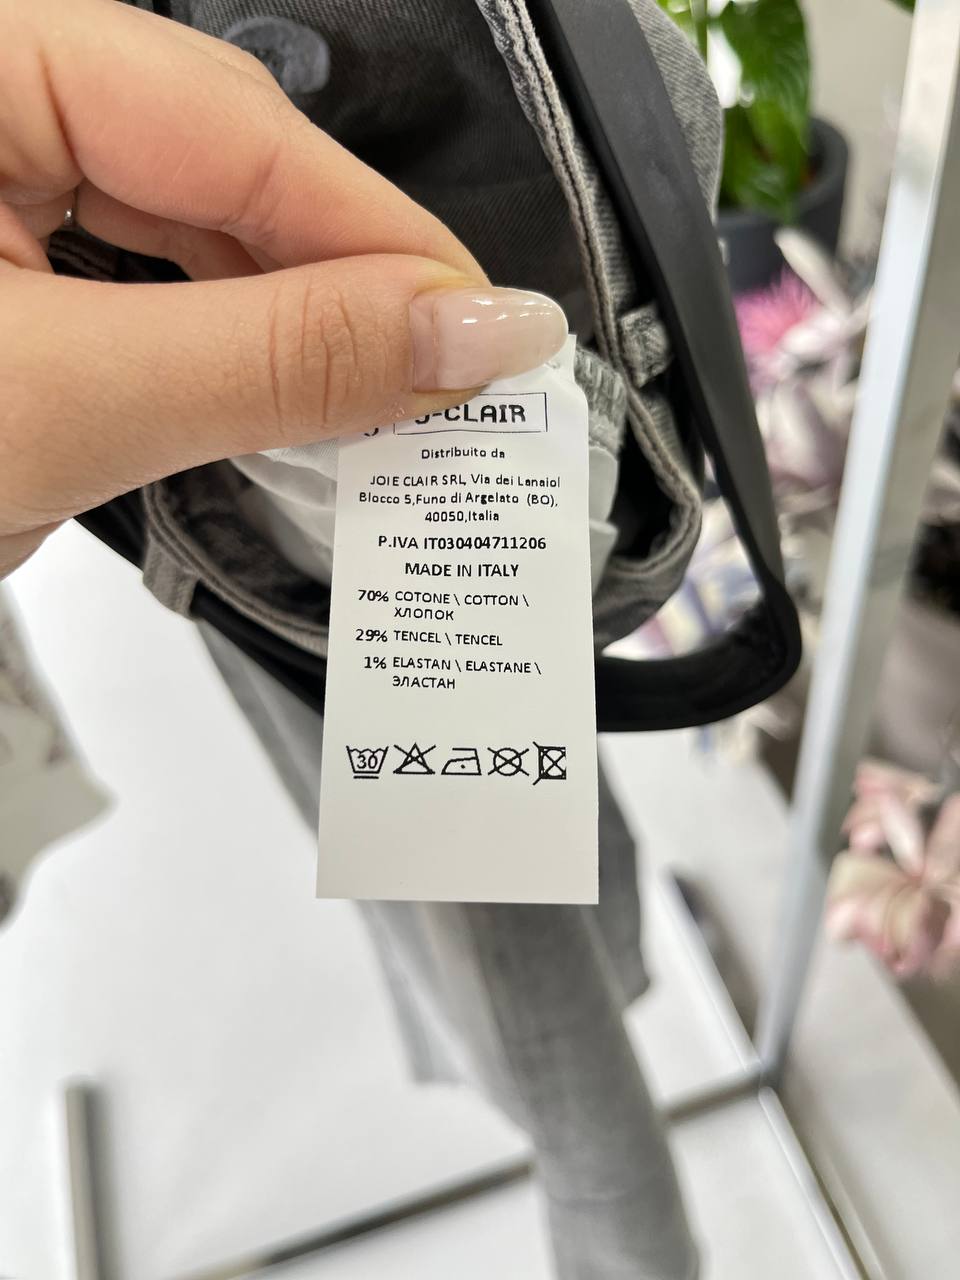 J-CLAIR
Distribuito da
JOIE CLAIR SRL, Via dei Lanaiol
Blocco 5,Funo di Argelato (BO),
40050,Italia
P.IVA IT030404711206
MADE IN ITALY
70% COTONE \ COTTON \
ХЛОПОК
29% TENCEL \ TENCEL
1% ELASTAN \ ELASTANE \
ЭЛАСТАН
30